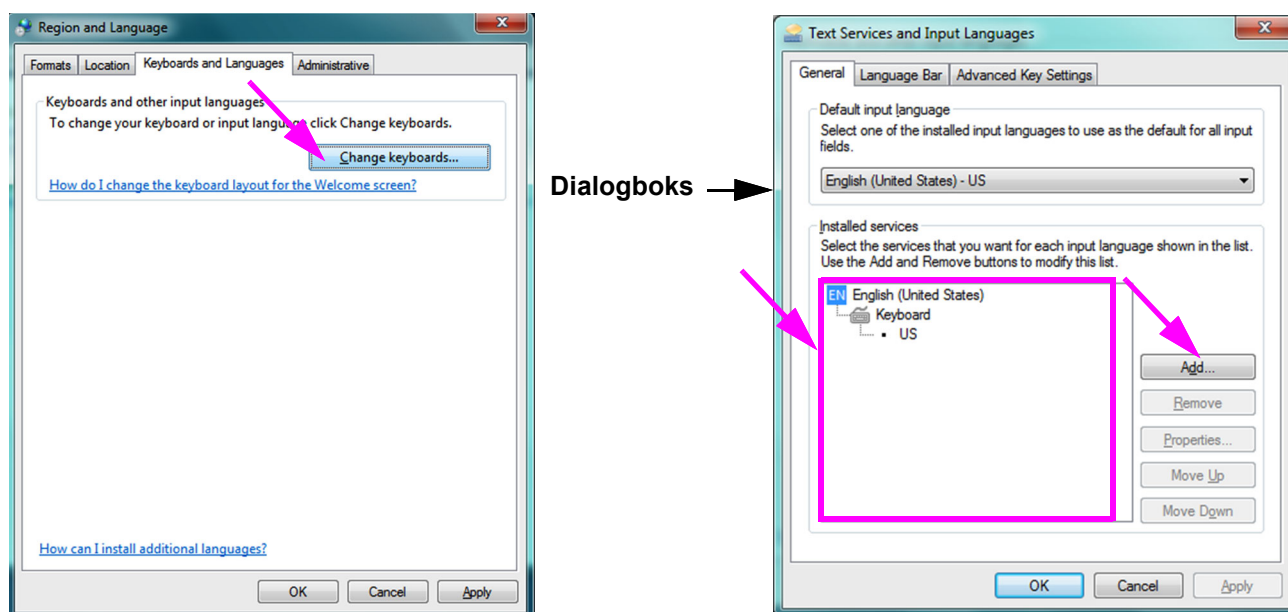 Region and Language
Formats Location Keyboards and Languages Administrative
Keyboards and other input languages
To change your keyboard or input language, click Change keyboards.
Change keyboards...
How do I change the keyboard layout for the Welcome screen?
How can I install additional languages?
OK Cancel Apply
Dialogboks
Text Services and Input Languages
General Language Bar Advanced Key Settings
Default input language
Select one of the installed input languages to use as the default for all input
fields.
English (United States) - US
Installed services
Select the services that you want for each input language shown in the list.
Use the Add and Remove buttons to modify this list.
EN English (United States)
Keyboard
US
Add...
Remove
Properties...
Move Up
Move Down
OK Cancel Apply